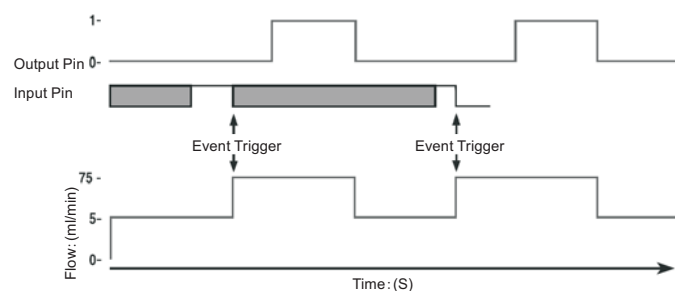 1-
Output Pin 0-
Input Pin
Event Trigger Event Trigger
75 -
5-
0-
Flow: (ml/min)
Time: (S)